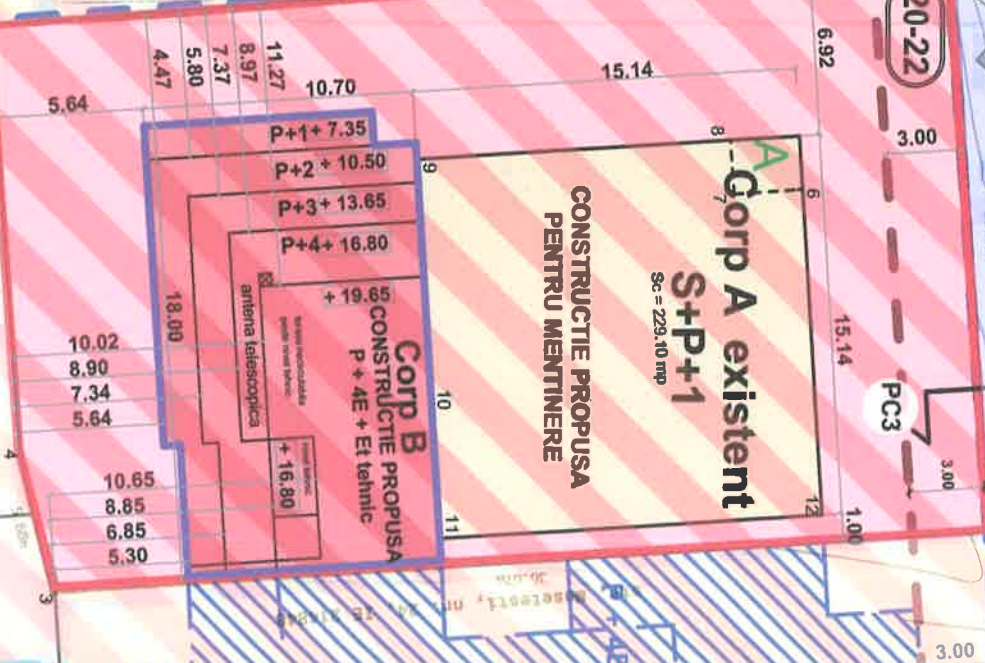 20-22
6.92
3.00
15.14
11.27
8.97
7.37
5.80
4.47
10.70
5.64
P+1+ 7.35
P+2 + 10.50
P+3+ 13.65
P+4+ 16.80
+ 19.65
8
9
A
6
7
Corp A existent
S+P+1
Sc = 229.10 mp
CONSTRUCTIE PROPUSA
PENTRU MENTINERE
15.14
PC3
3.00
12
1.00
10
11
Corp B
CONSTRUCTIE PROPUSA
P + 4E + Et tehnic
antena telescopica
+ 16.80
18.00
10.02
8.90
7.34
5.64
10.65
8.85
6.85
5.30
4
3
3.00